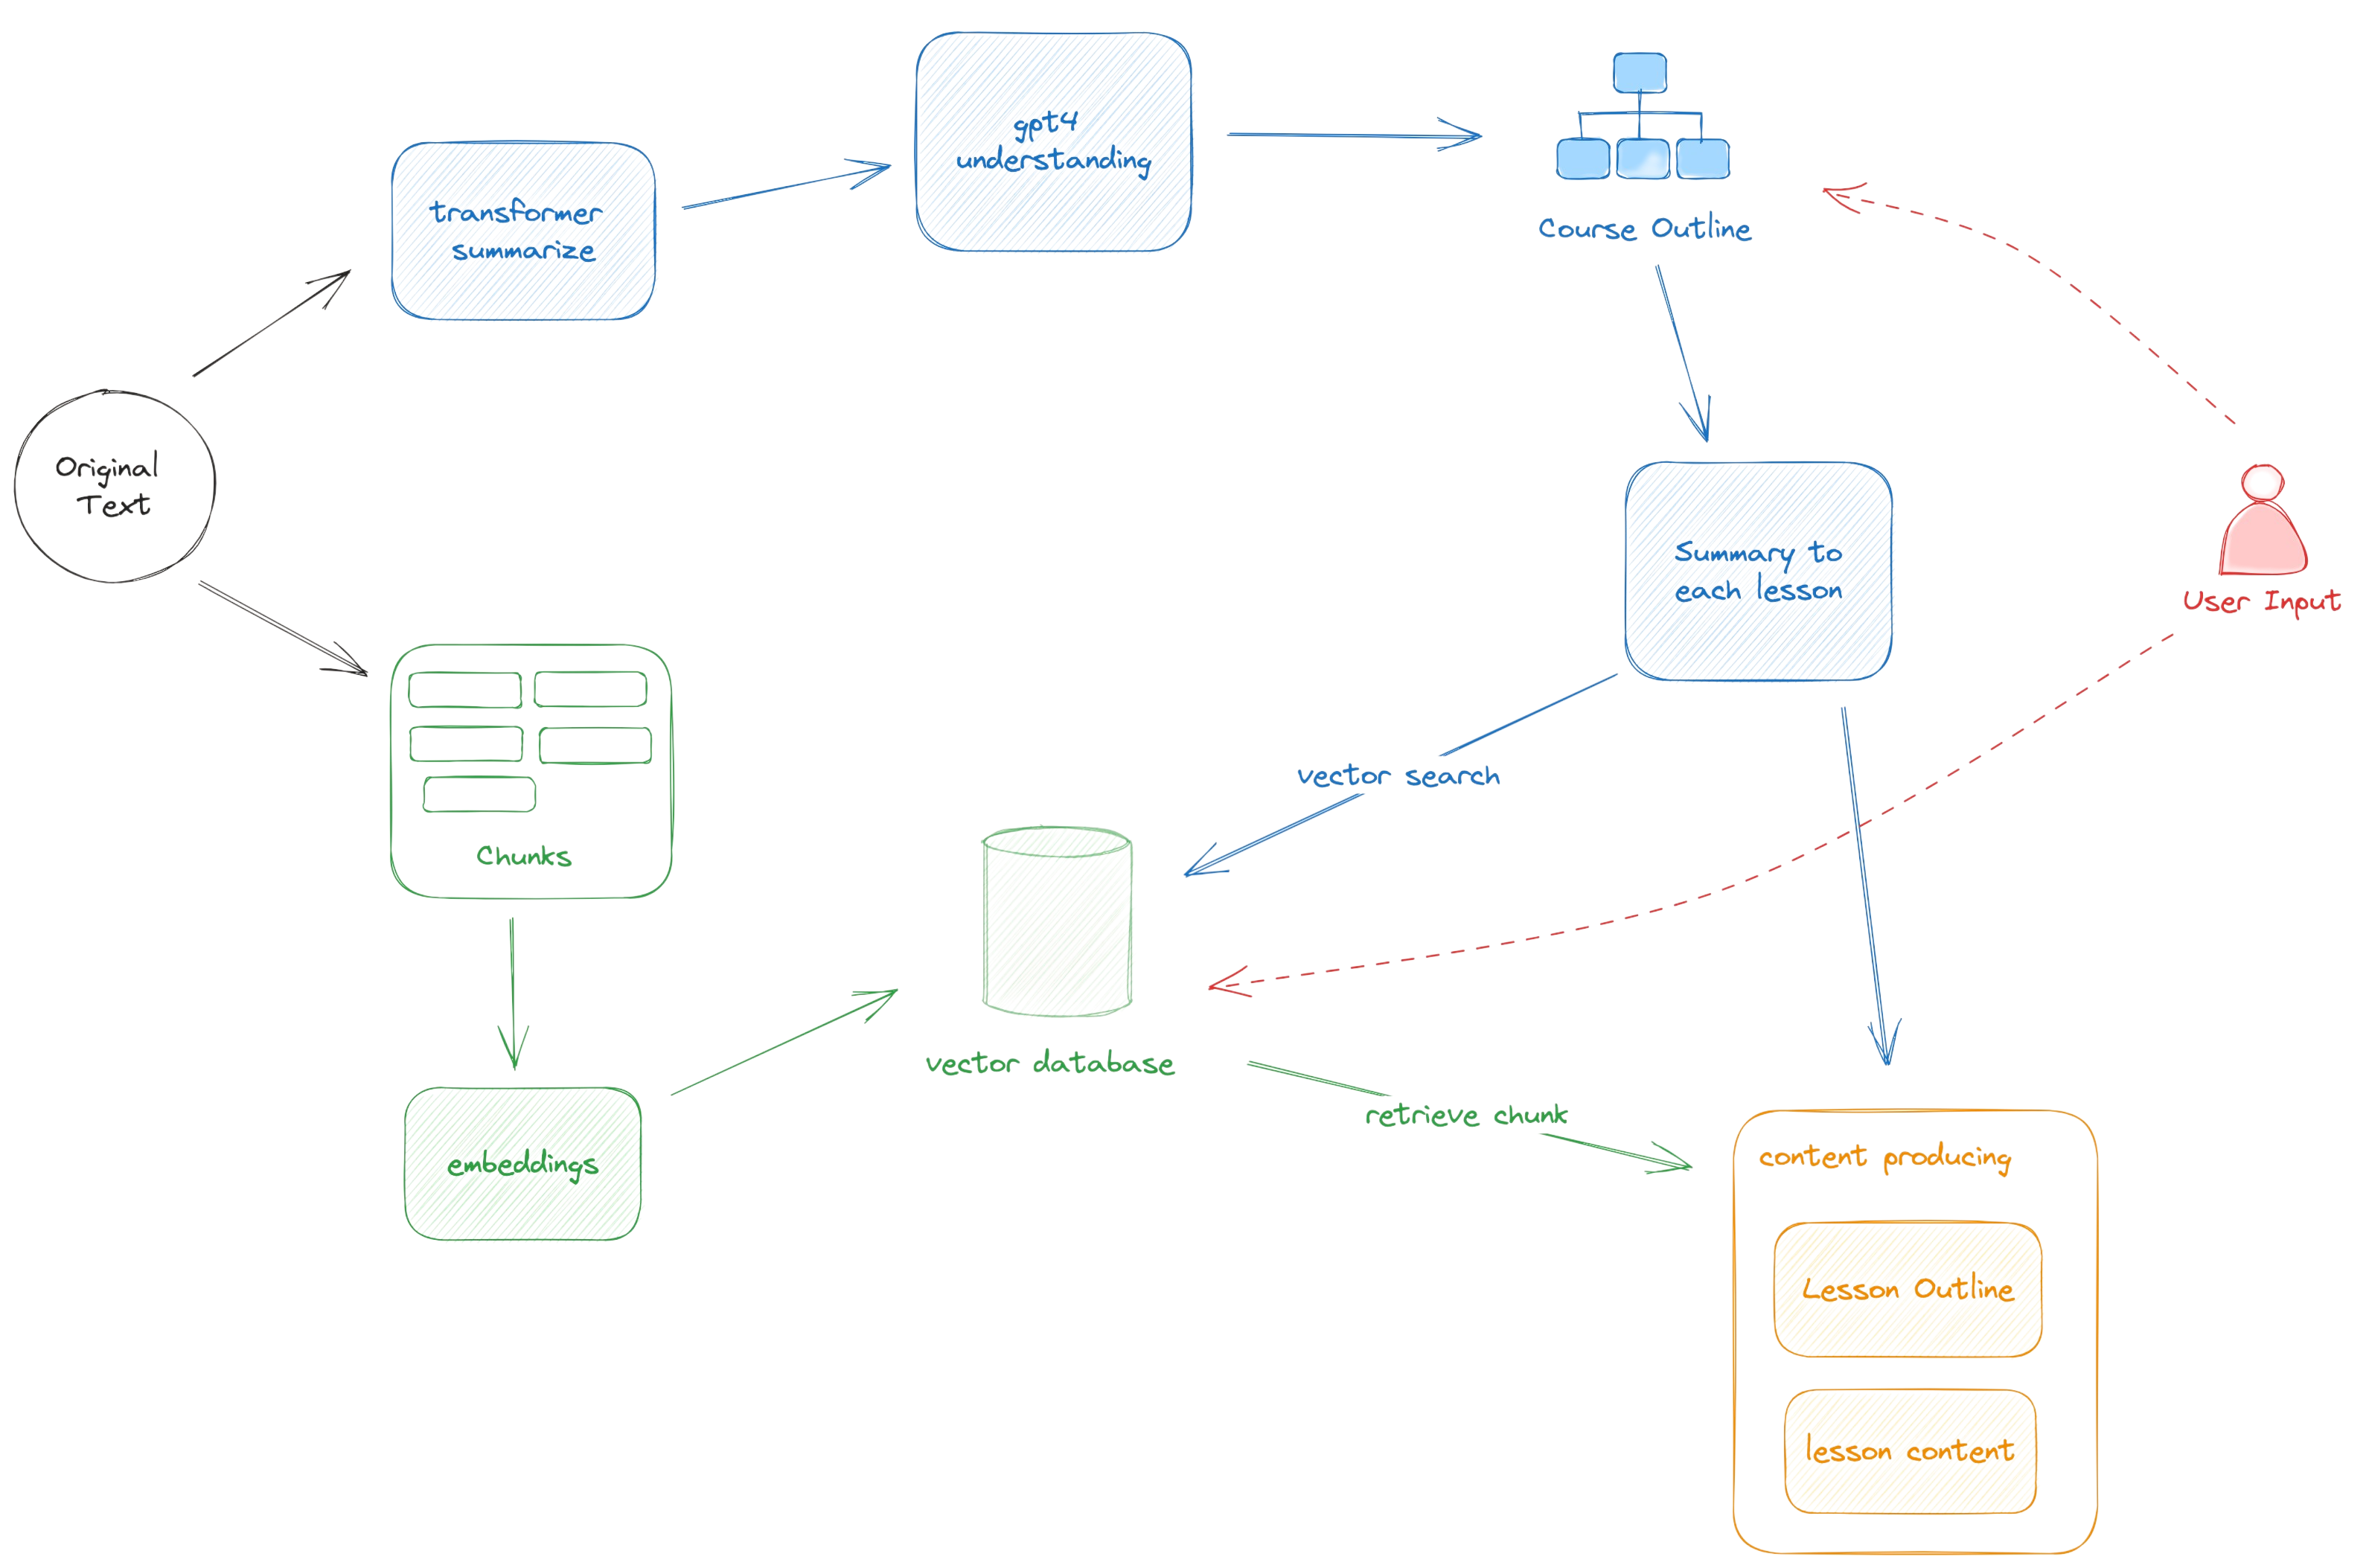 gpt4
understanding
transformer
summarize
Course Outline
Original
Text
Summary to
each lesson
User Input
vector search
Chunks
vector database
retrieve chunk
embeddings
content producing
Lesson Outline
lesson content